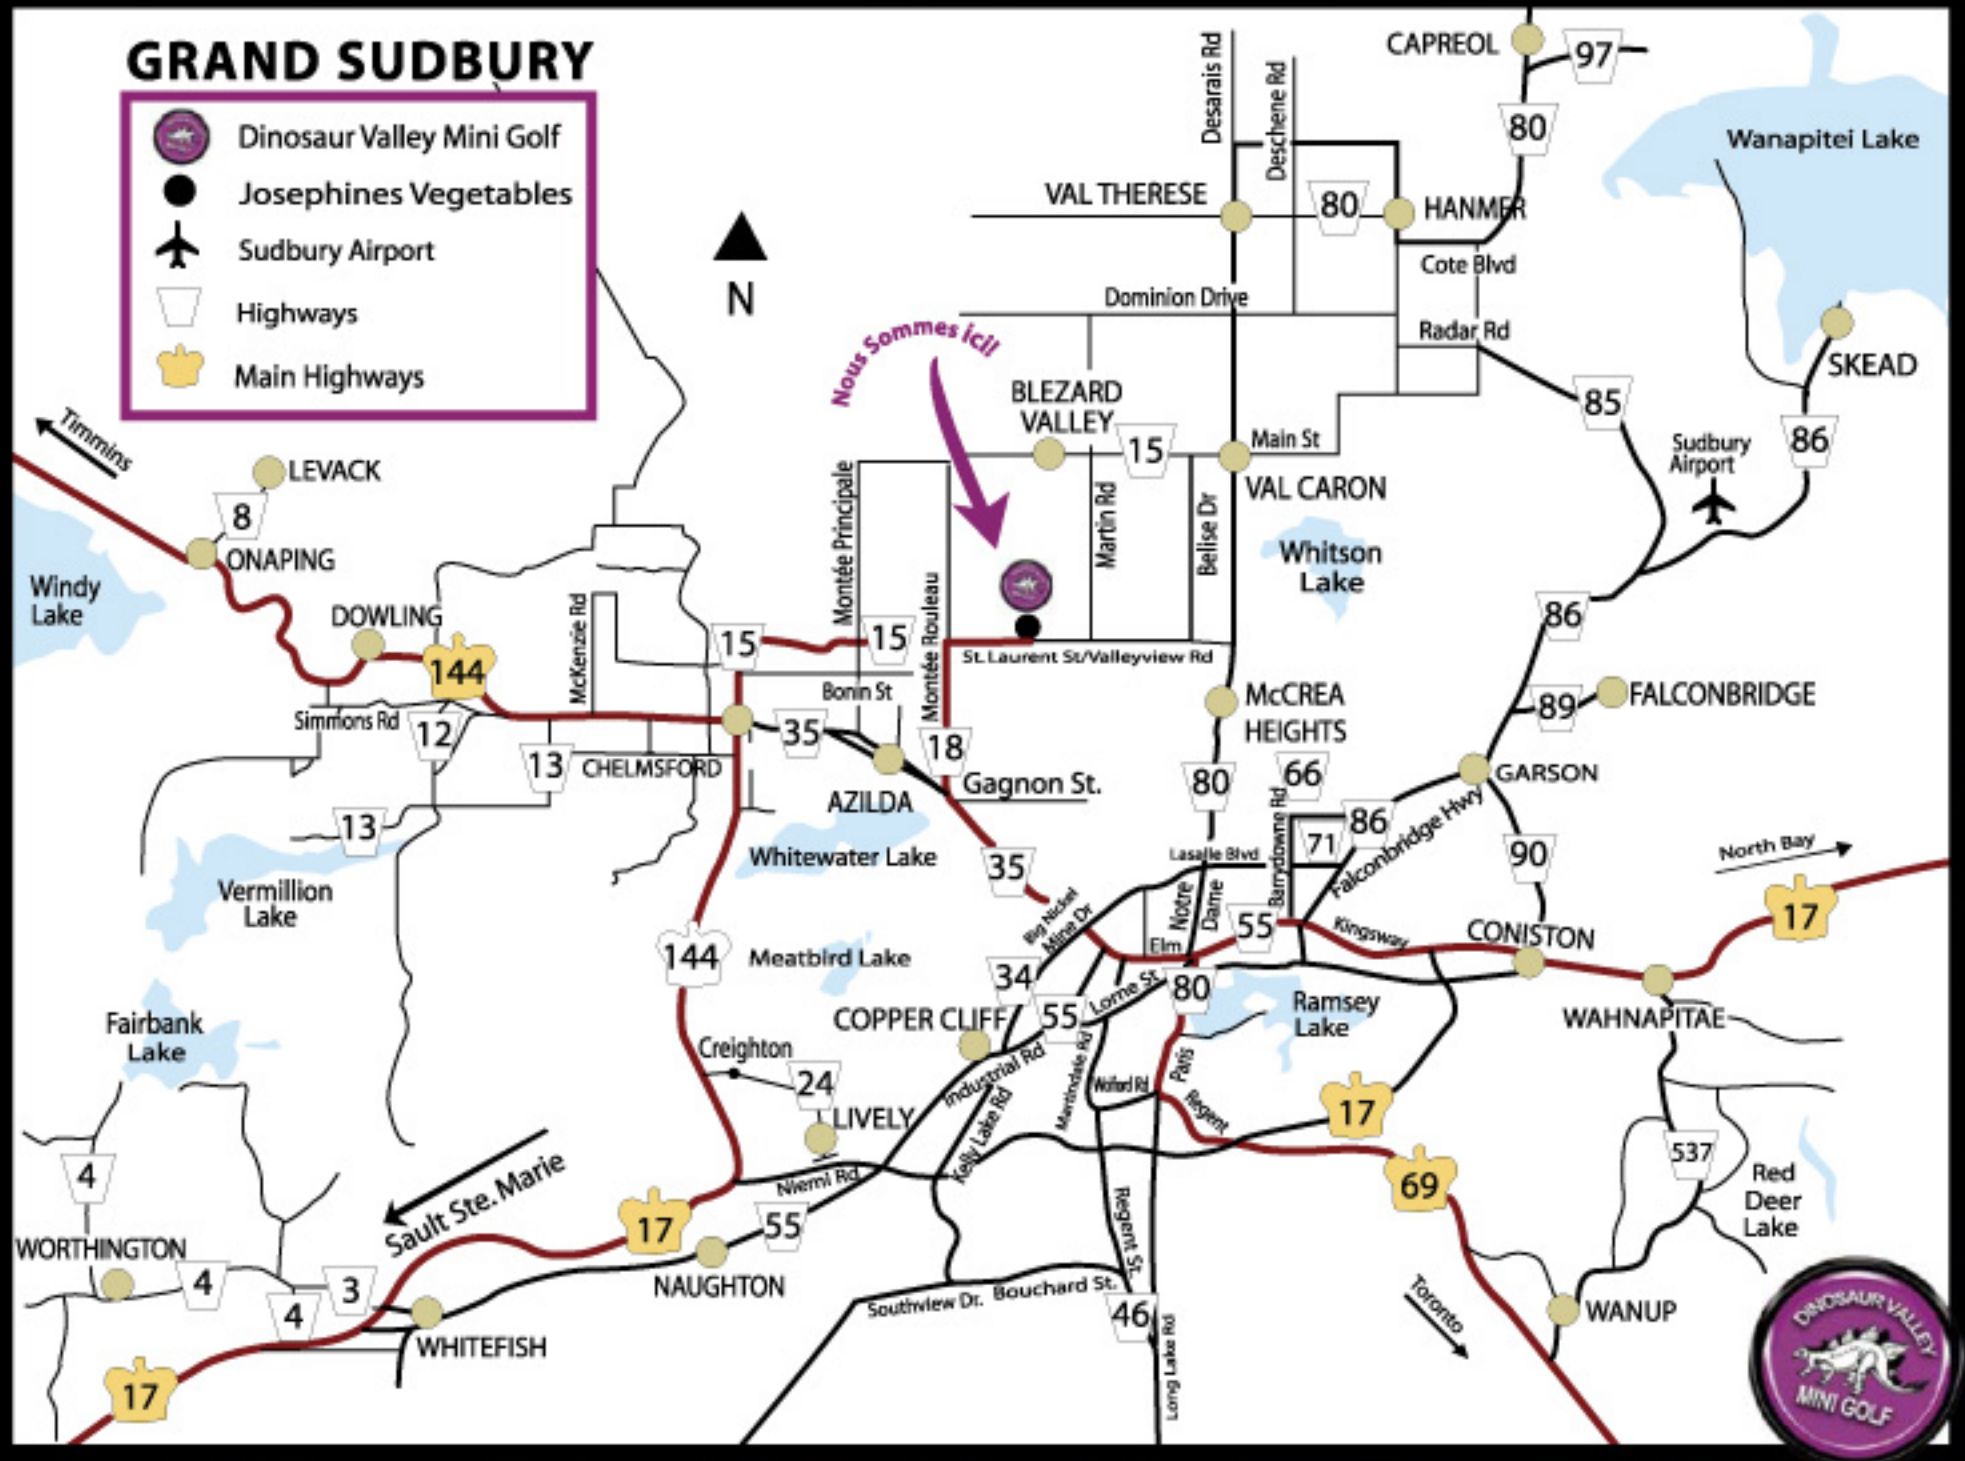 GRAND SUDBURY
Dinosaur Valley Mini Golf
Josephines Vegetables
Sudbury Airport
Highways
Main Highways
N
Nous Sommes ici!
Desarais Rd
Deschene Rd
CAPREOL
97
80
Wanapitei Lake
VAL THERESE
80
HANMER
Cote Blvd
Dominion Drive
Radar Rd
SKEAD
BLEZARD
VALLEY
15
Main St
85
86
Sudbury
Airport
VAL CARON
Timmins
LEVACK
8
ONAPING
Windy
Lake
Montée Principale
Martin Rd
Belise Dr
Whitson
Lake
86
DOWLING
144
McKenzie Rd
15
15
Montée Rouleau
St. Laurent St/Valleyview Rd
Bonin St
Simmons Rd
12
35
18
McCREA
HEIGHTS
89
FALCONBRIDGE
13
CHELMSFORD
AZILDA
Gagnon St.
80
66
GARSON
13
Whitewater Lake
35
Lasalle Blvd
Barrydowne Rd
71
86
Falconbridge Hwy
90
North Bay
Vermillion
Lake
Big Nickel
Mine Dr
Notre
Dame
55
Kingsway
CONISTON
17
144
Meatbird Lake
Elm
34
Lorne St.
80
Ramsey
Lake
WAHNAPITAE
Fairbank
Lake
COPPER CLIFF
55
Creighton
24
Industrial Rd
Martindale Rd
Walford Rd
Paris
Regent
17
LIVELY
Kelly Lake Rd
537
4
Sault Ste. Marie
Niemi Rd
69
Red
Deer
Lake
17
55
Regent St.
WORTHINGTON
4
3
4
NAUGHTON
Southview Dr.
Bouchard St.
46
Long Lake Rd
Toronto
WANUP
WHITEFISH
17
DINOSAUR VALLEY
MINI GOLF